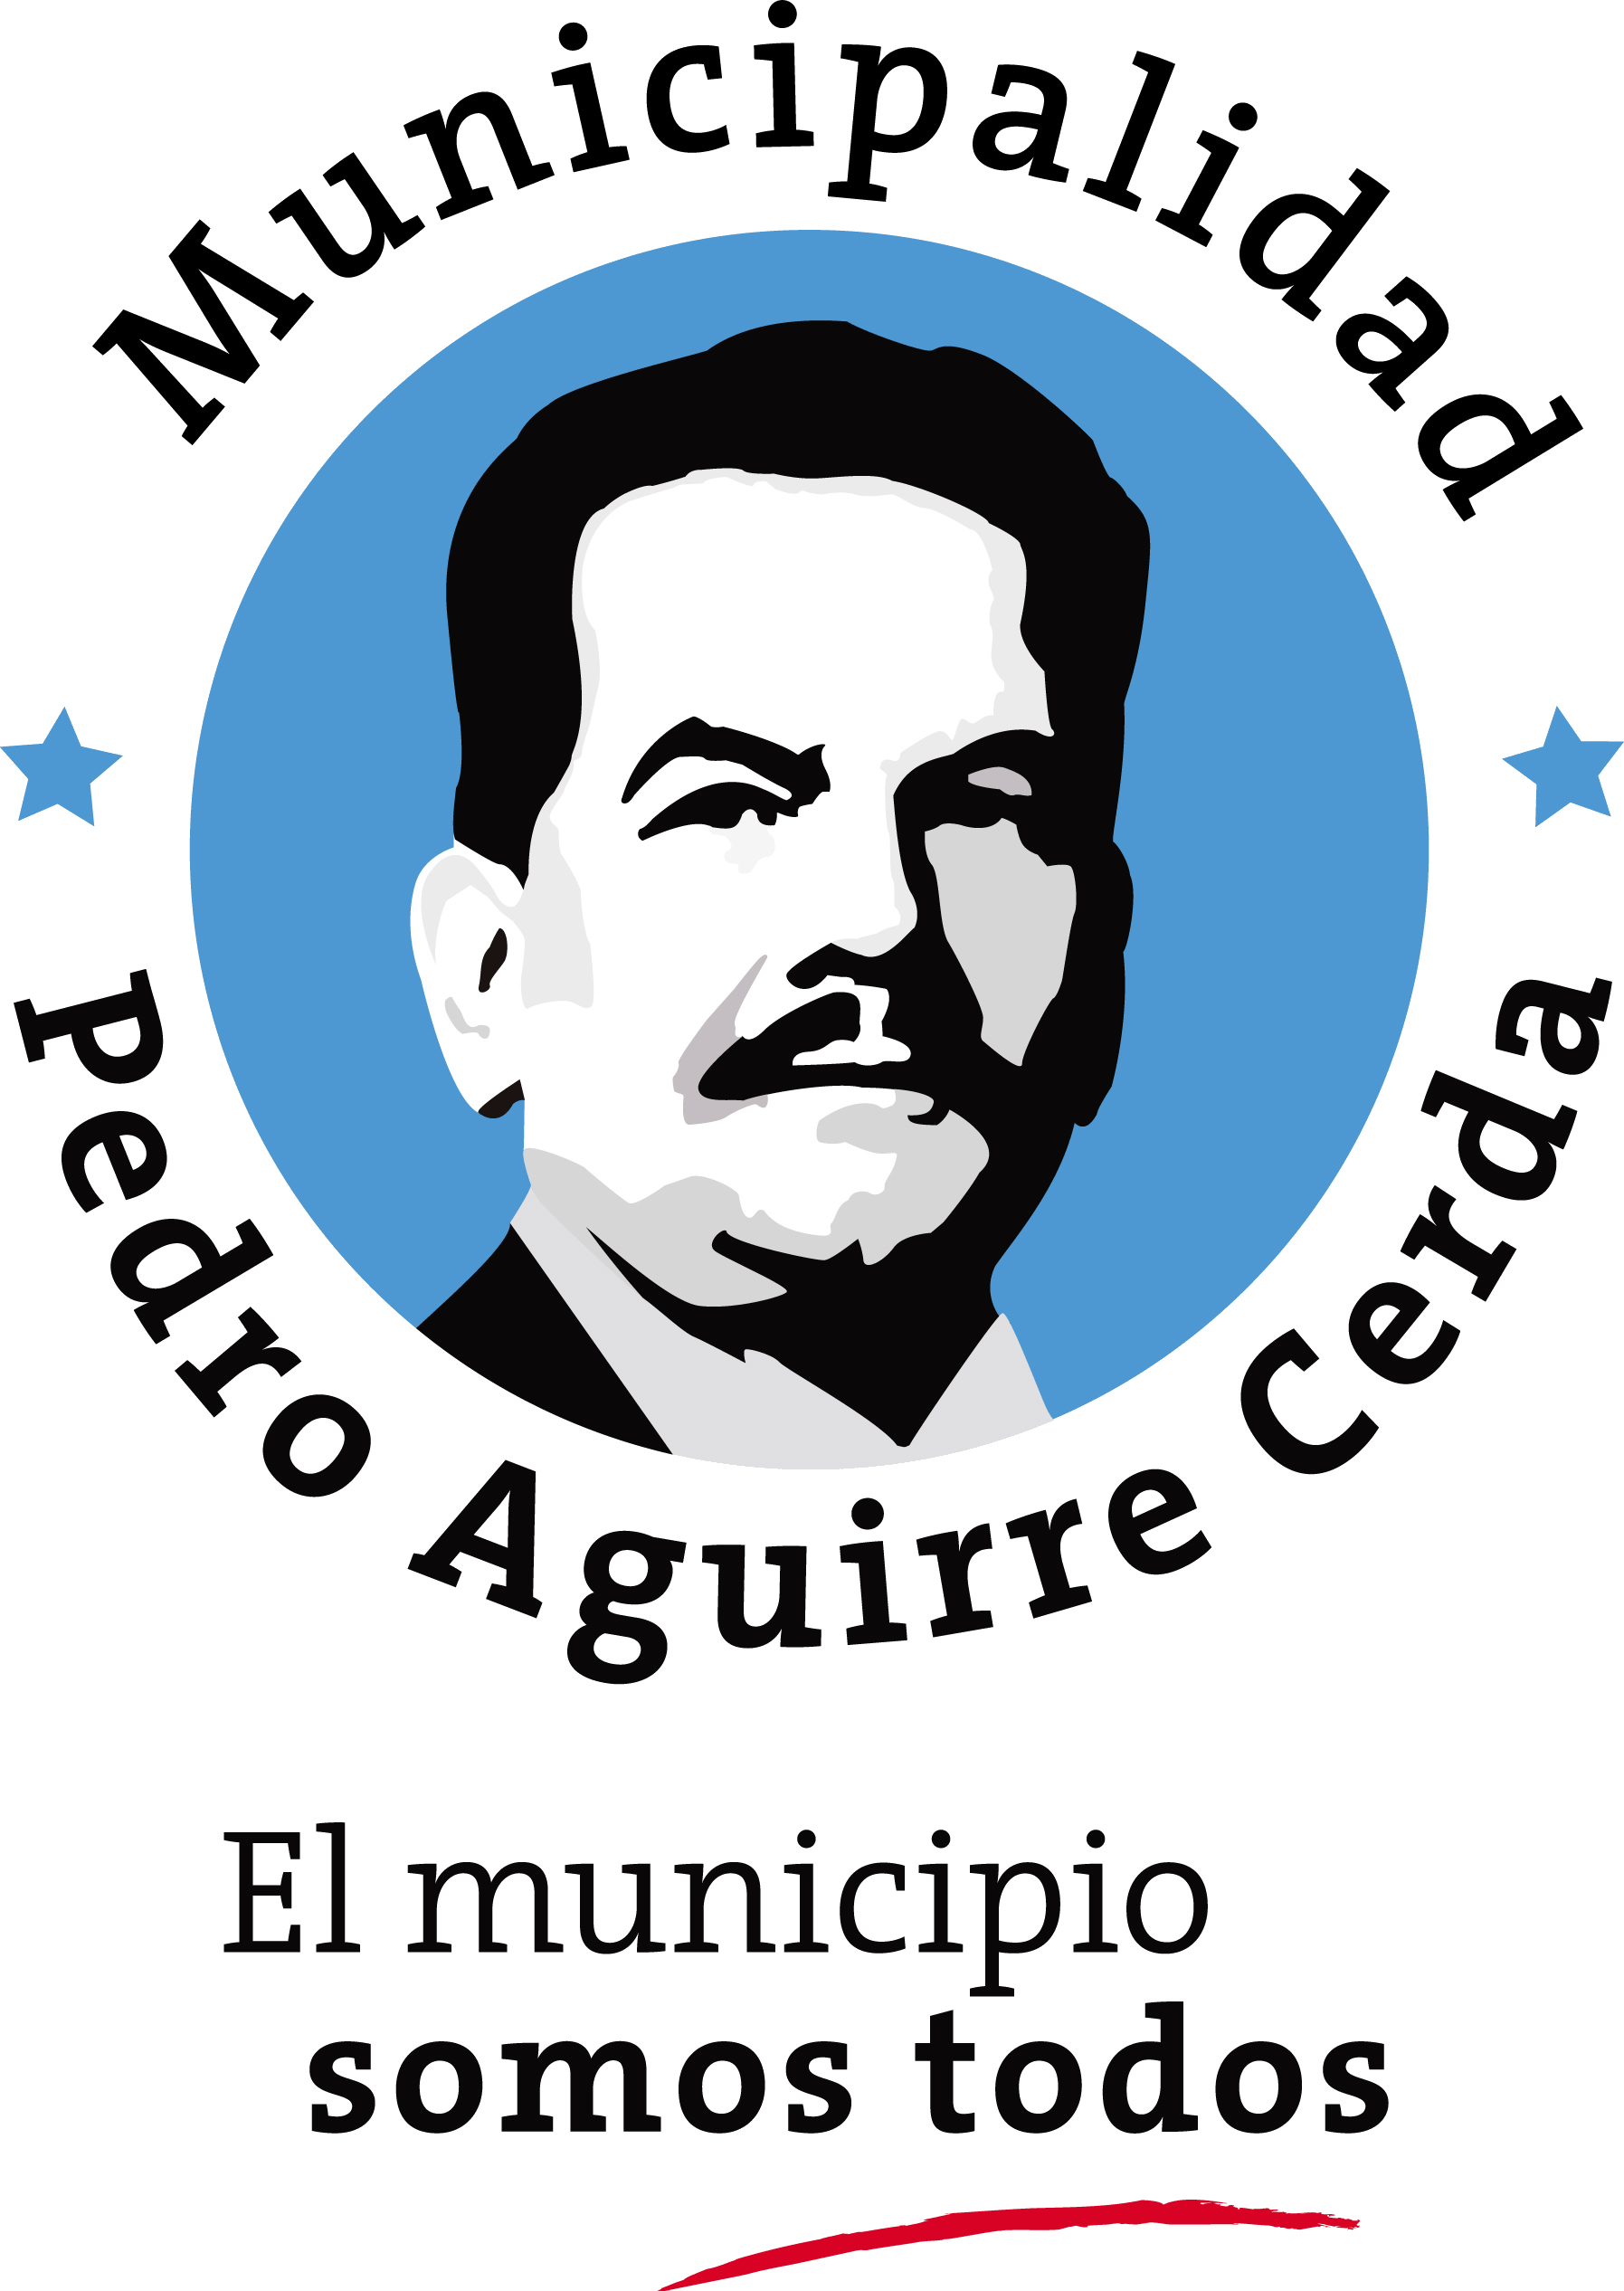 Municipalidad
Pedro Aguirre Cerda
El municipio
somos todos